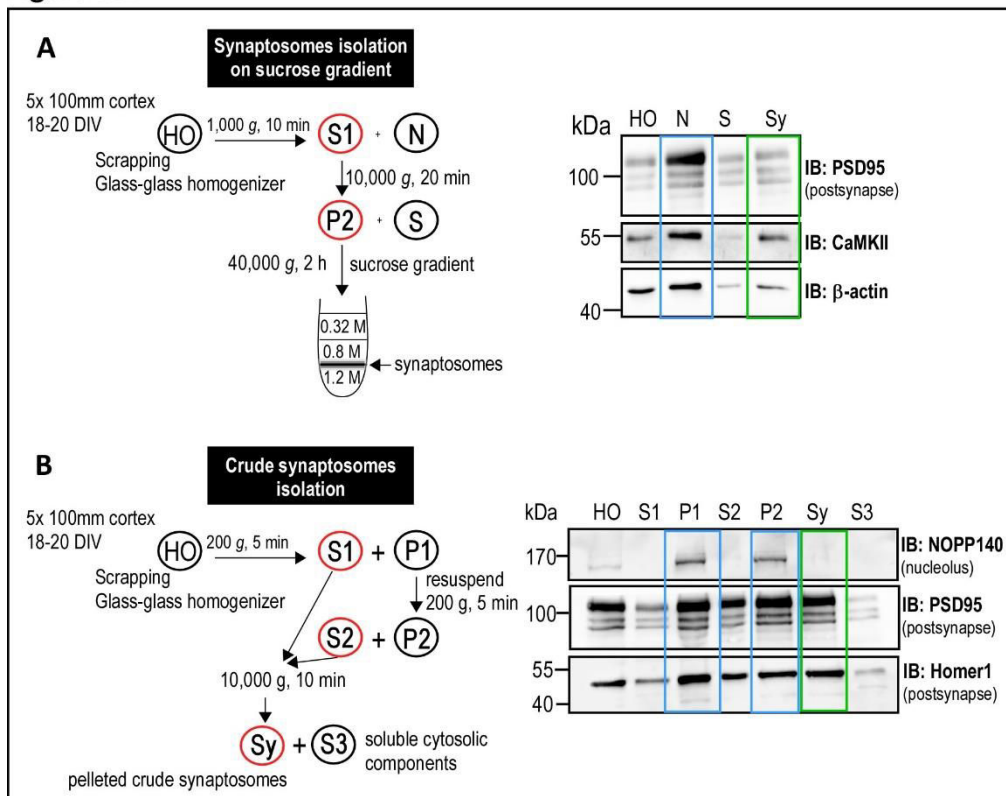 A
Synaptosomes isolation
on sucrose gradient
5x 100mm cortex
18-20 DIV
HO
1,000 g, 10 min
S1
+
N
Scrapping
Glass-glass homogenizer
10,000 g, 20 min
P2
+
S
40,000 g, 2 h
sucrose gradient
0.32 M
0.8 M
1.2 M
synaptosomes
kDa
HO N S Sy
100
IB: PSD95
(postsynapse)
55
IB: CaMKII
40
IB: β-actin
B
Crude synaptosomes
isolation
5x 100mm cortex
18-20 DIV
HO
200 g, 5 min
S1 + P1
Scrapping
Glass-glass homogenizer
resuspend
200 g, 5 min
S2 + P2
10,000 g, 10 min
Sy + S3
soluble cytosolic
components
pelleted crude synaptosomes
kDa
HO S1 P1 S2 P2 Sy S3
170
IB: NOPP140
(nucleolus)
100
IB: PSD95
(postsynapse)
55
40
IB: Homer1
(postsynapse)